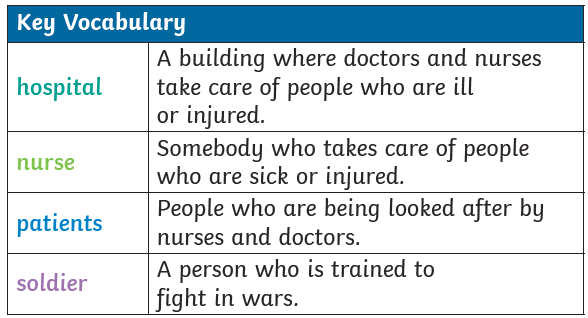 Key Vocabulary
hospital
A building where doctors and nurses
take care of people who are ill
or injured.
nurse
Somebody who takes care of people
who are sick or injured.
patients
People who are being looked after by
nurses and doctors.
soldier
A person who is trained to
fight in wars.